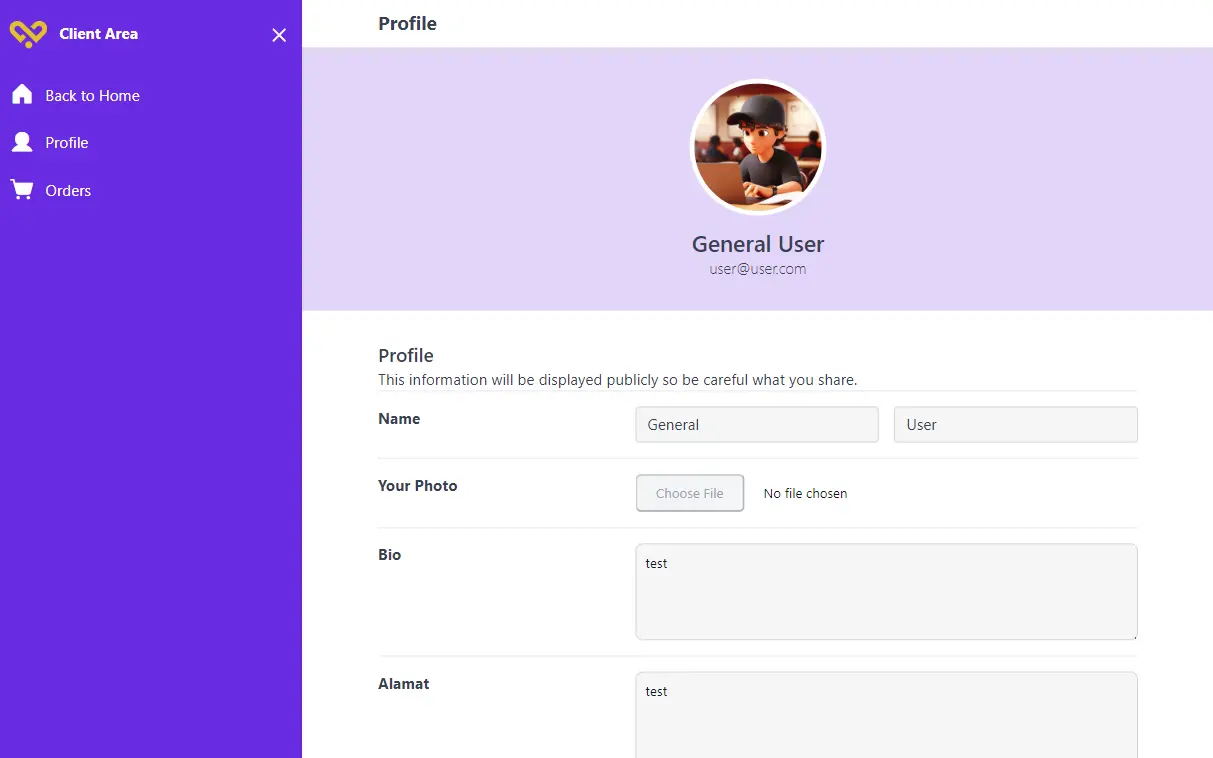 Client Area
Back to Home
Profile
Orders
Profile
General User
user@user.com
Profile
This information will be displayed publicly so be careful what you share.
Name
General
User
Your Photo
Choose File
No file chosen
Bio
test
Alamat
test